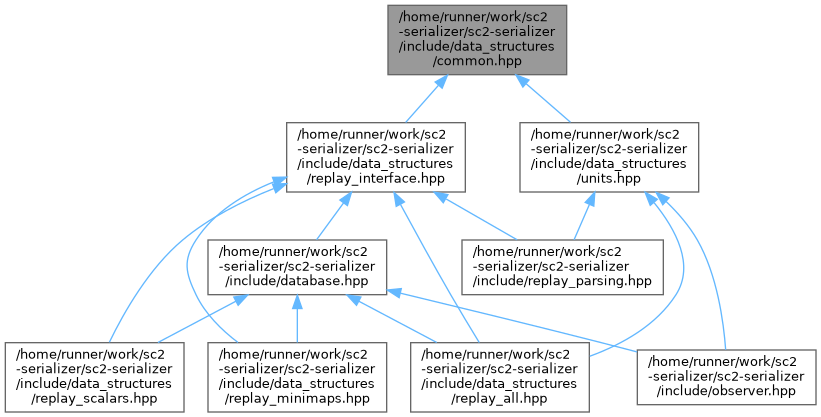 /home/runner/work/sc2
-serializer/sc2-serializer
/include/data_structures
/common.hpp
/home/runner/work/sc2
-serializer/sc2-serializer
/include/data_structures
/replay_interface.hpp
/home/runner/work/sc2
-serializer/sc2-serializer
/include/data_structures
/units.hpp
/home/runner/work/sc2
-serializer/sc2-serializer
/include/database.hpp
/home/runner/work/sc2
-serializer/sc2-serializer
/include/replay_parsing.hpp
/home/runner/work/sc2
-serializer/sc2-serializer
/include/data_structures
/replay_scalars.hpp
/home/runner/work/sc2
-serializer/sc2-serializer
/include/data_structures
/replay_minimaps.hpp
/home/runner/work/sc2
-serializer/sc2-serializer
/include/data_structures
/replay_all.hpp
/home/runner/work/sc2
-serializer/sc2-serializer
/include/observer.hpp